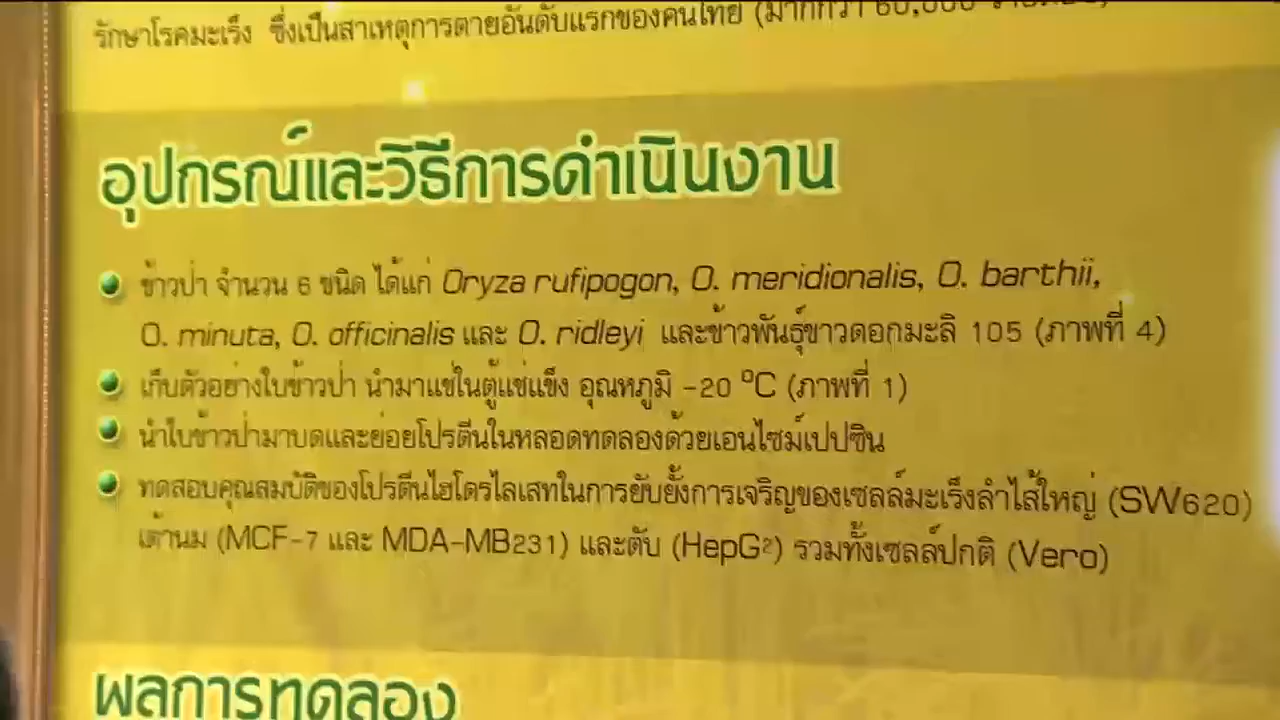 รักษาโรคมะเร็ง ซึ่งเป็นสาเหตุการตายอันดับแรกของคนไทย (มากกว่า 60,000
อุปกรณ์และวิธีการดำเนินงาน
ข้าวป่า จำนวน 6 ชนิด ได้แก่ Oryza rufipogon, O. meridionalis, O. barthii,
O. minuta, O. officinalis และ O. ridleyi และข้าวพันธุ์ขาวดอกมะลิ 105 (ภาพที่ 4)
เก็บตัวอย่างใบข้าวป่า นำมาแช่ในตู้แช่แข็ง อุณหภูมิ -20 °C (ภาพที่ 1)
นำใบข้าวป่ามาบดและย่อยโปรตีนในหลอดทดลองด้วยเอนไซม์เปปซิน
ทดสอบคุณสมบัติของโปรตีนไฮโดรไลเสทในการยับยั้งการเจริญของเซลล์มะเร็งลำไส้ใหญ่ (SW620)
เต้านม (MCF-7 และ MDA-MB231) และตับ (HepG²) รวมทั้งเซลล์ปกติ (Vero)
ผลการทดลอง